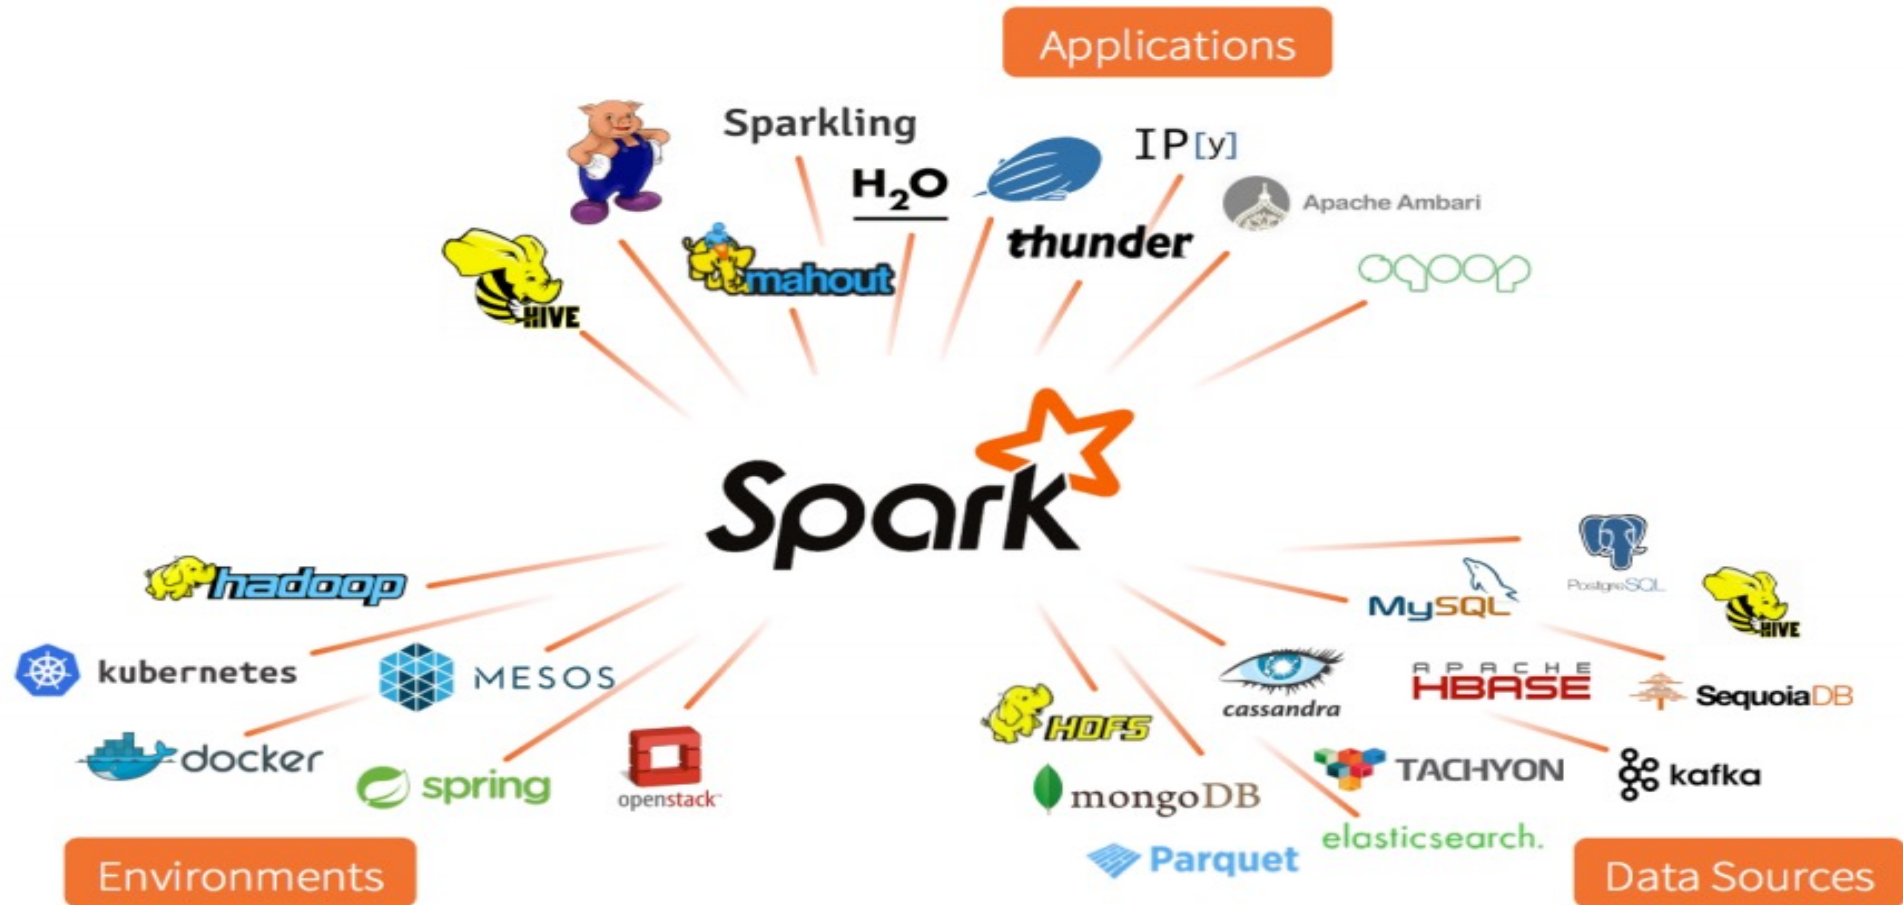 Applications
Sparkling
H2O
IP[y]
Apache Ambari
thunder
mahout
sqoop
HIVE
Spark
hadoop
kubernetes
MESOS
docker
spring
openstack
Environments
PostgreSQL
MySQL
HIVE
cassandra
APACHE
HBASE
SequoiaDB
HDFS
TACHYON
kafka
mongoDB
elasticsearch.
Parquet
Data Sources